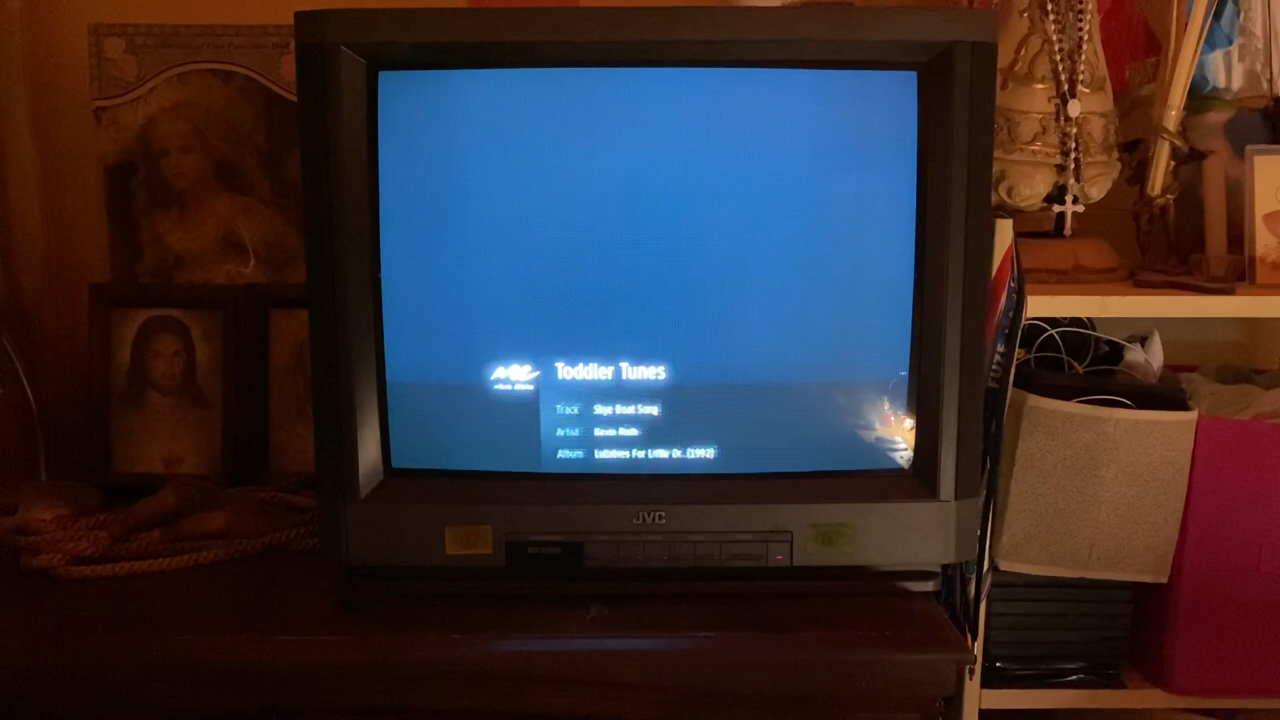 Toddler Tunes
Track Skye Boat Song
Artist Kevin Roth
Album Lullabies For Little Dr.. (1992)
JVC